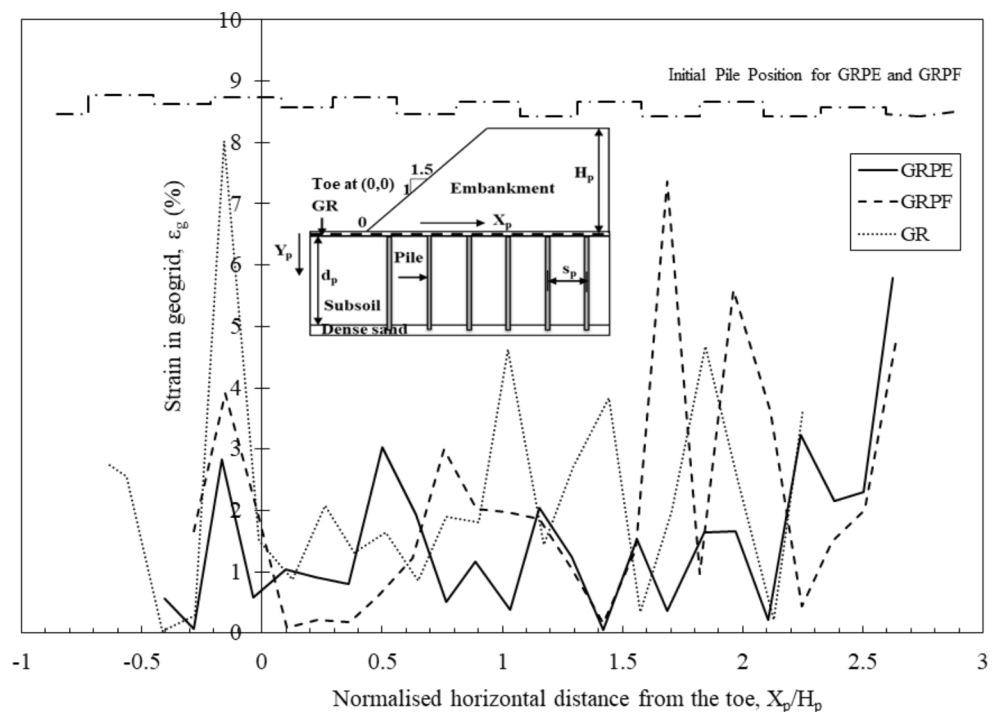 10
9
8
7
6
5
4
3
2
1
0
Strain in geogrid, εg (%)
Initial Pile Position for GRPE and GRPF
GRPE
GRPF
GR
1.5
1
Toe at (0,0)
GR
0
Embankment
Hp
Xp
Yp
dp
Pile
sp
Subsoil
Dense sand
-1 -0.5 0 0.5 1 1.5 2 2.5 3
Normalised horizontal distance from the toe, Xp/Hp